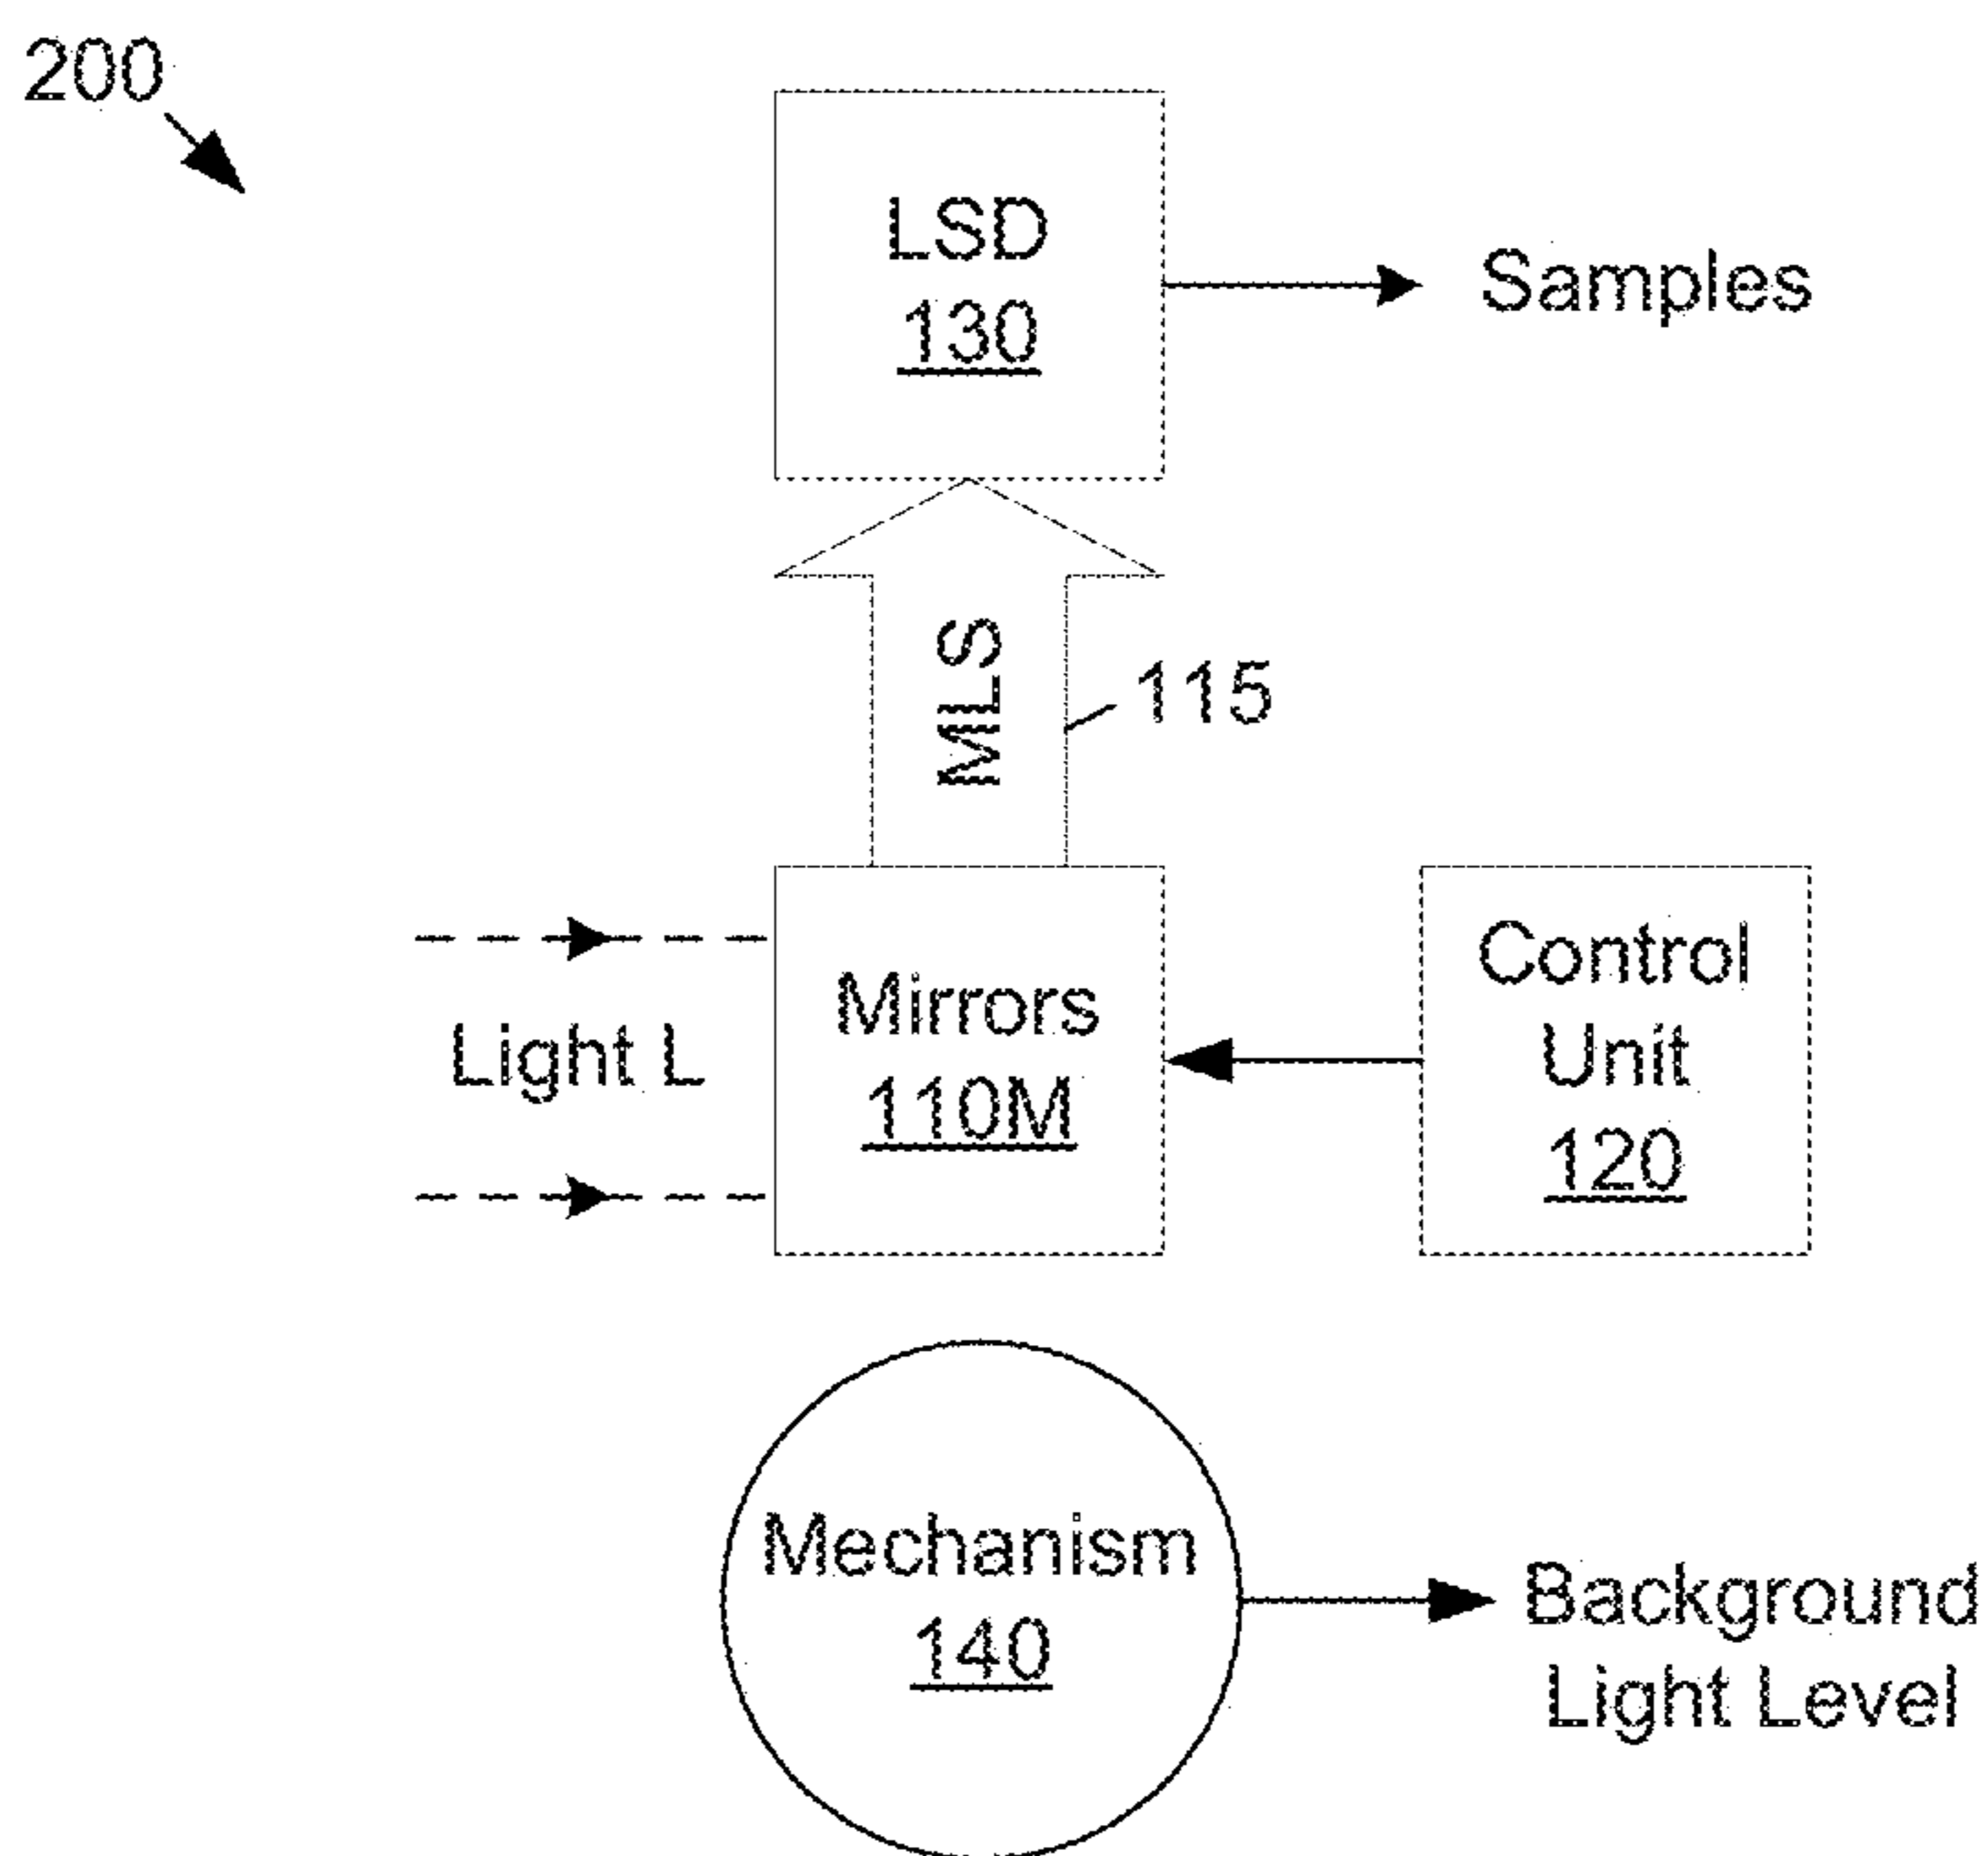 200
LSD
130
Samples
MLS
115
Light L
Mirrors
110M
Control
Unit
120
Mechanism
140
Background
Light Level